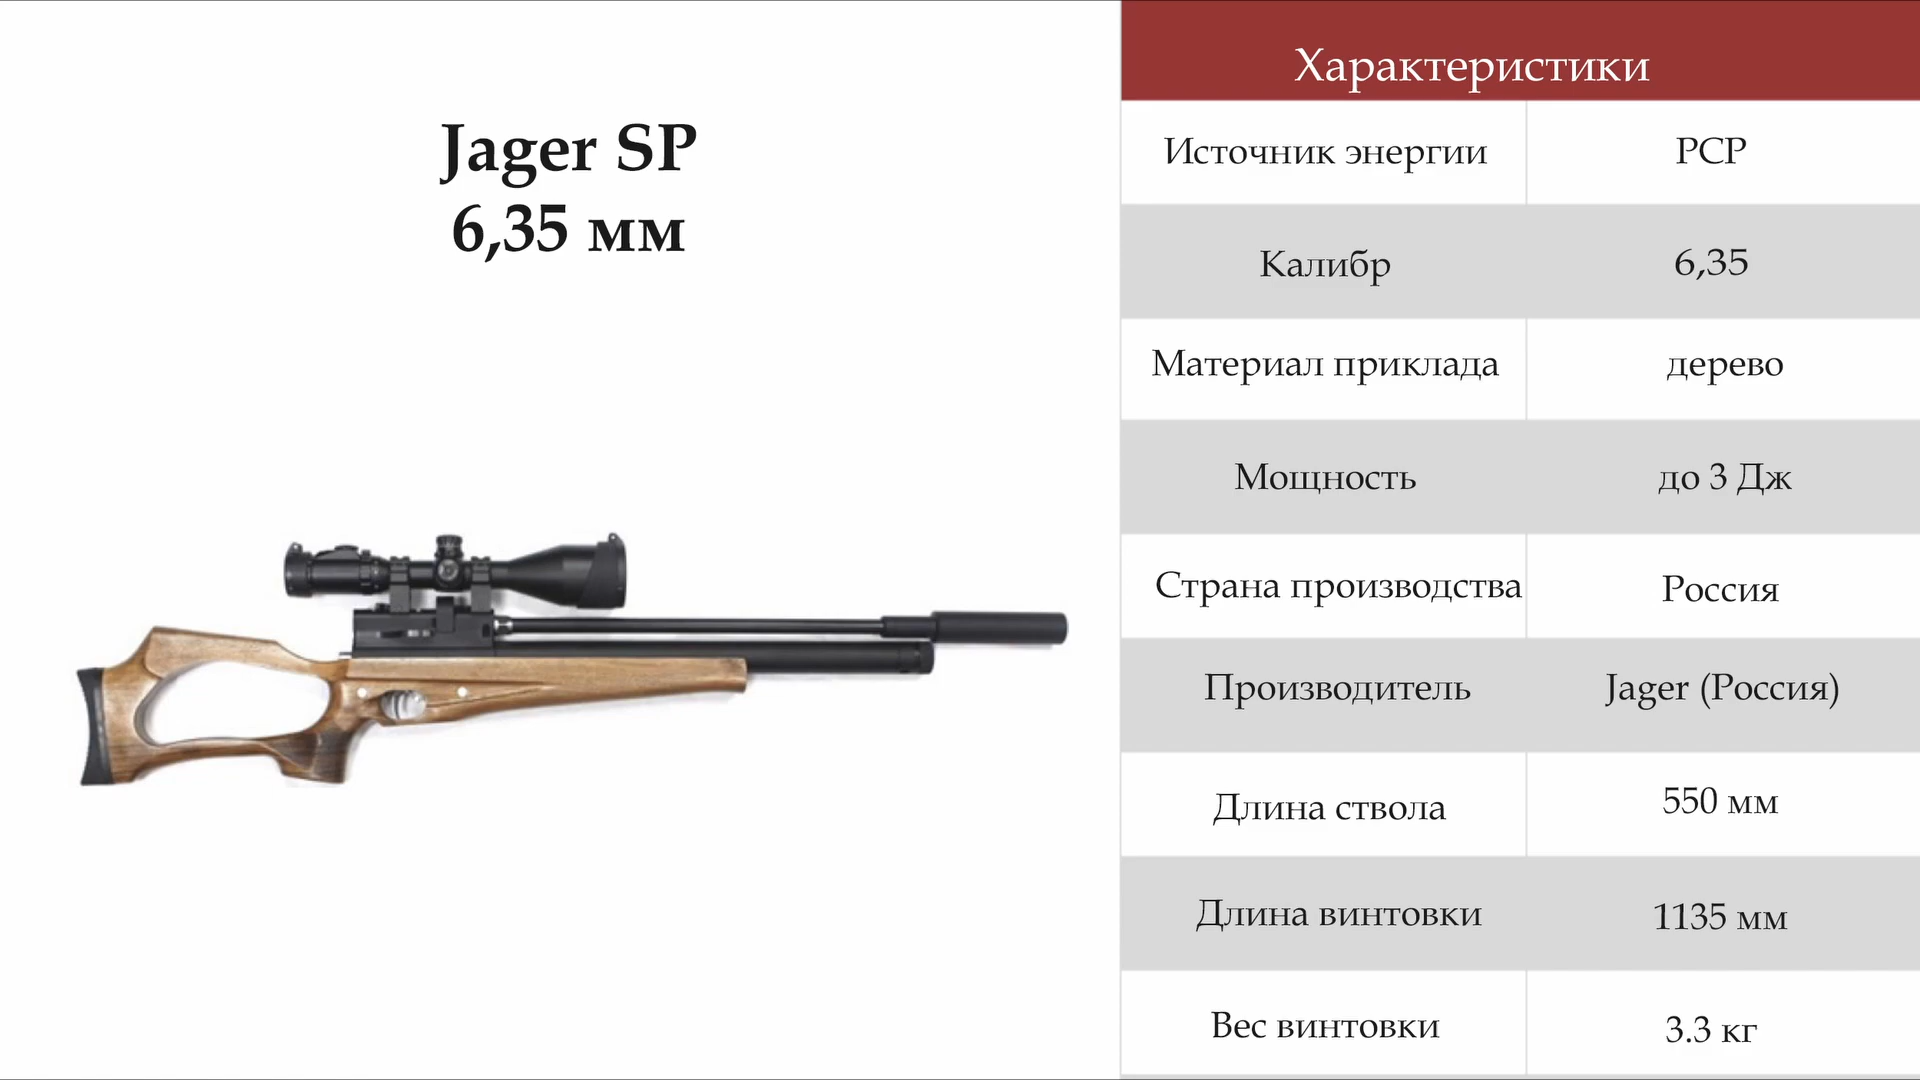 Jager SP
6,35 мм
Характеристики
Источник энергии PCP
Калибр 6,35
Материал приклада дерево
Мощность до 3 Дж
Страна производства Россия
Производитель Jager (Россия)
Длина ствола 550 мм
Длина винтовки 1135 мм
Вес винтовки 3.3 кг